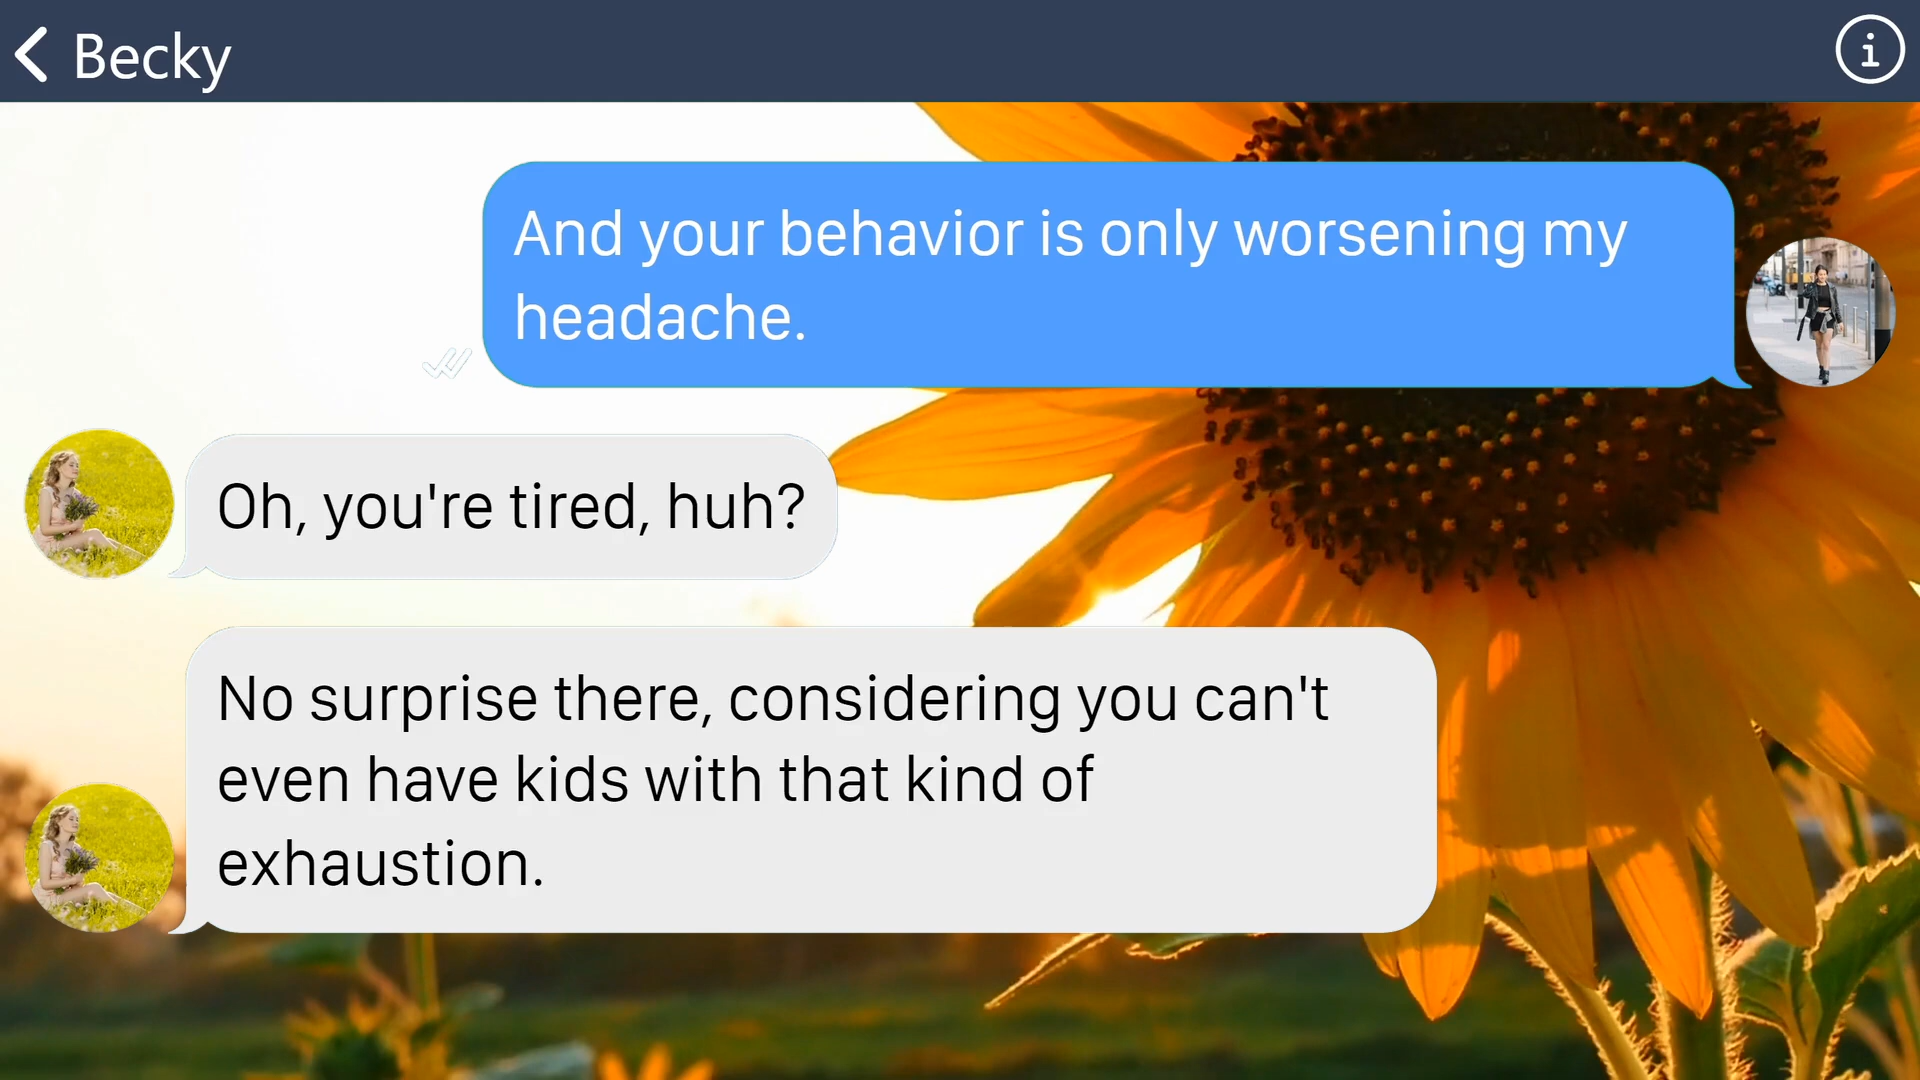 Becky
And your behavior is only worsening my
headache.
Oh, you're tired, huh?
No surprise there, considering you can't
even have kids with that kind of
exhaustion.